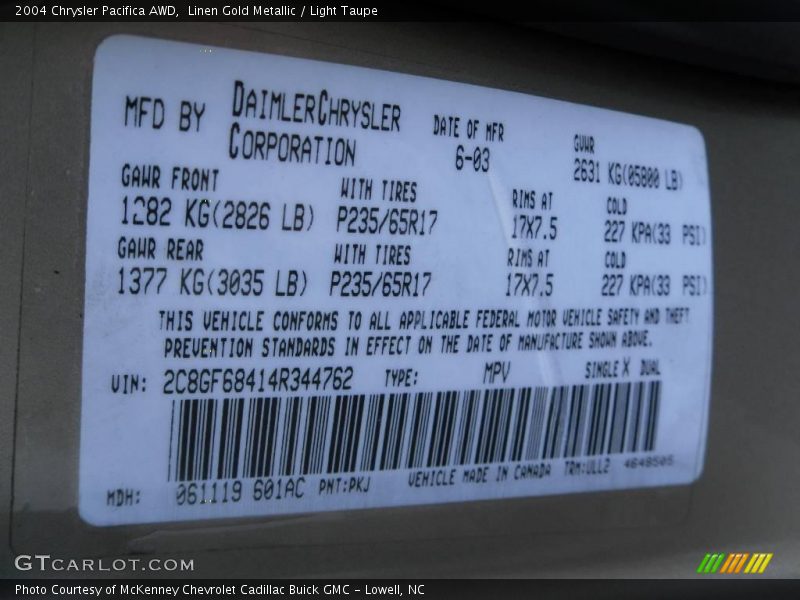 2004 Chrysler Pacifica AWD,  Linen Gold Metallic / Light Taupe
MFD BY DAIMLERCHRYSLER CORPORATION
DATE OF MFR 6-03
GVWR 2631 KG(05800 LB)
GAWR FRONT WITH TIRES RIMS AT COLD
1282 KG(2826 LB) P235/65R17 17X7.5 227 KPA(33 PSI)
GAWR REAR WITH TIRES RIMS AT COLD
1377 KG(3035 LB) P235/65R17 17X7.5 227 KPA(33 PSI)
THIS VEHICLE CONFORMS TO ALL APPLICABLE FEDERAL MOTOR VEHICLE SAFETY AND THEFT
PREVENTION STANDARDS IN EFFECT ON THE DATE OF MANUFACTURE SHOWN ABOVE.
VIN: 2C8GF68414R344762 TYPE: MPV SINGLE X DUAL
MDH: 061119 601AC PNT:PKJ VEHICLE MADE IN CANADA TRM:ULL2 4648505
GTCARLOT.COM
Photo Courtesy of McKenney Chevrolet Cadillac Buick GMC – Lowell, NC